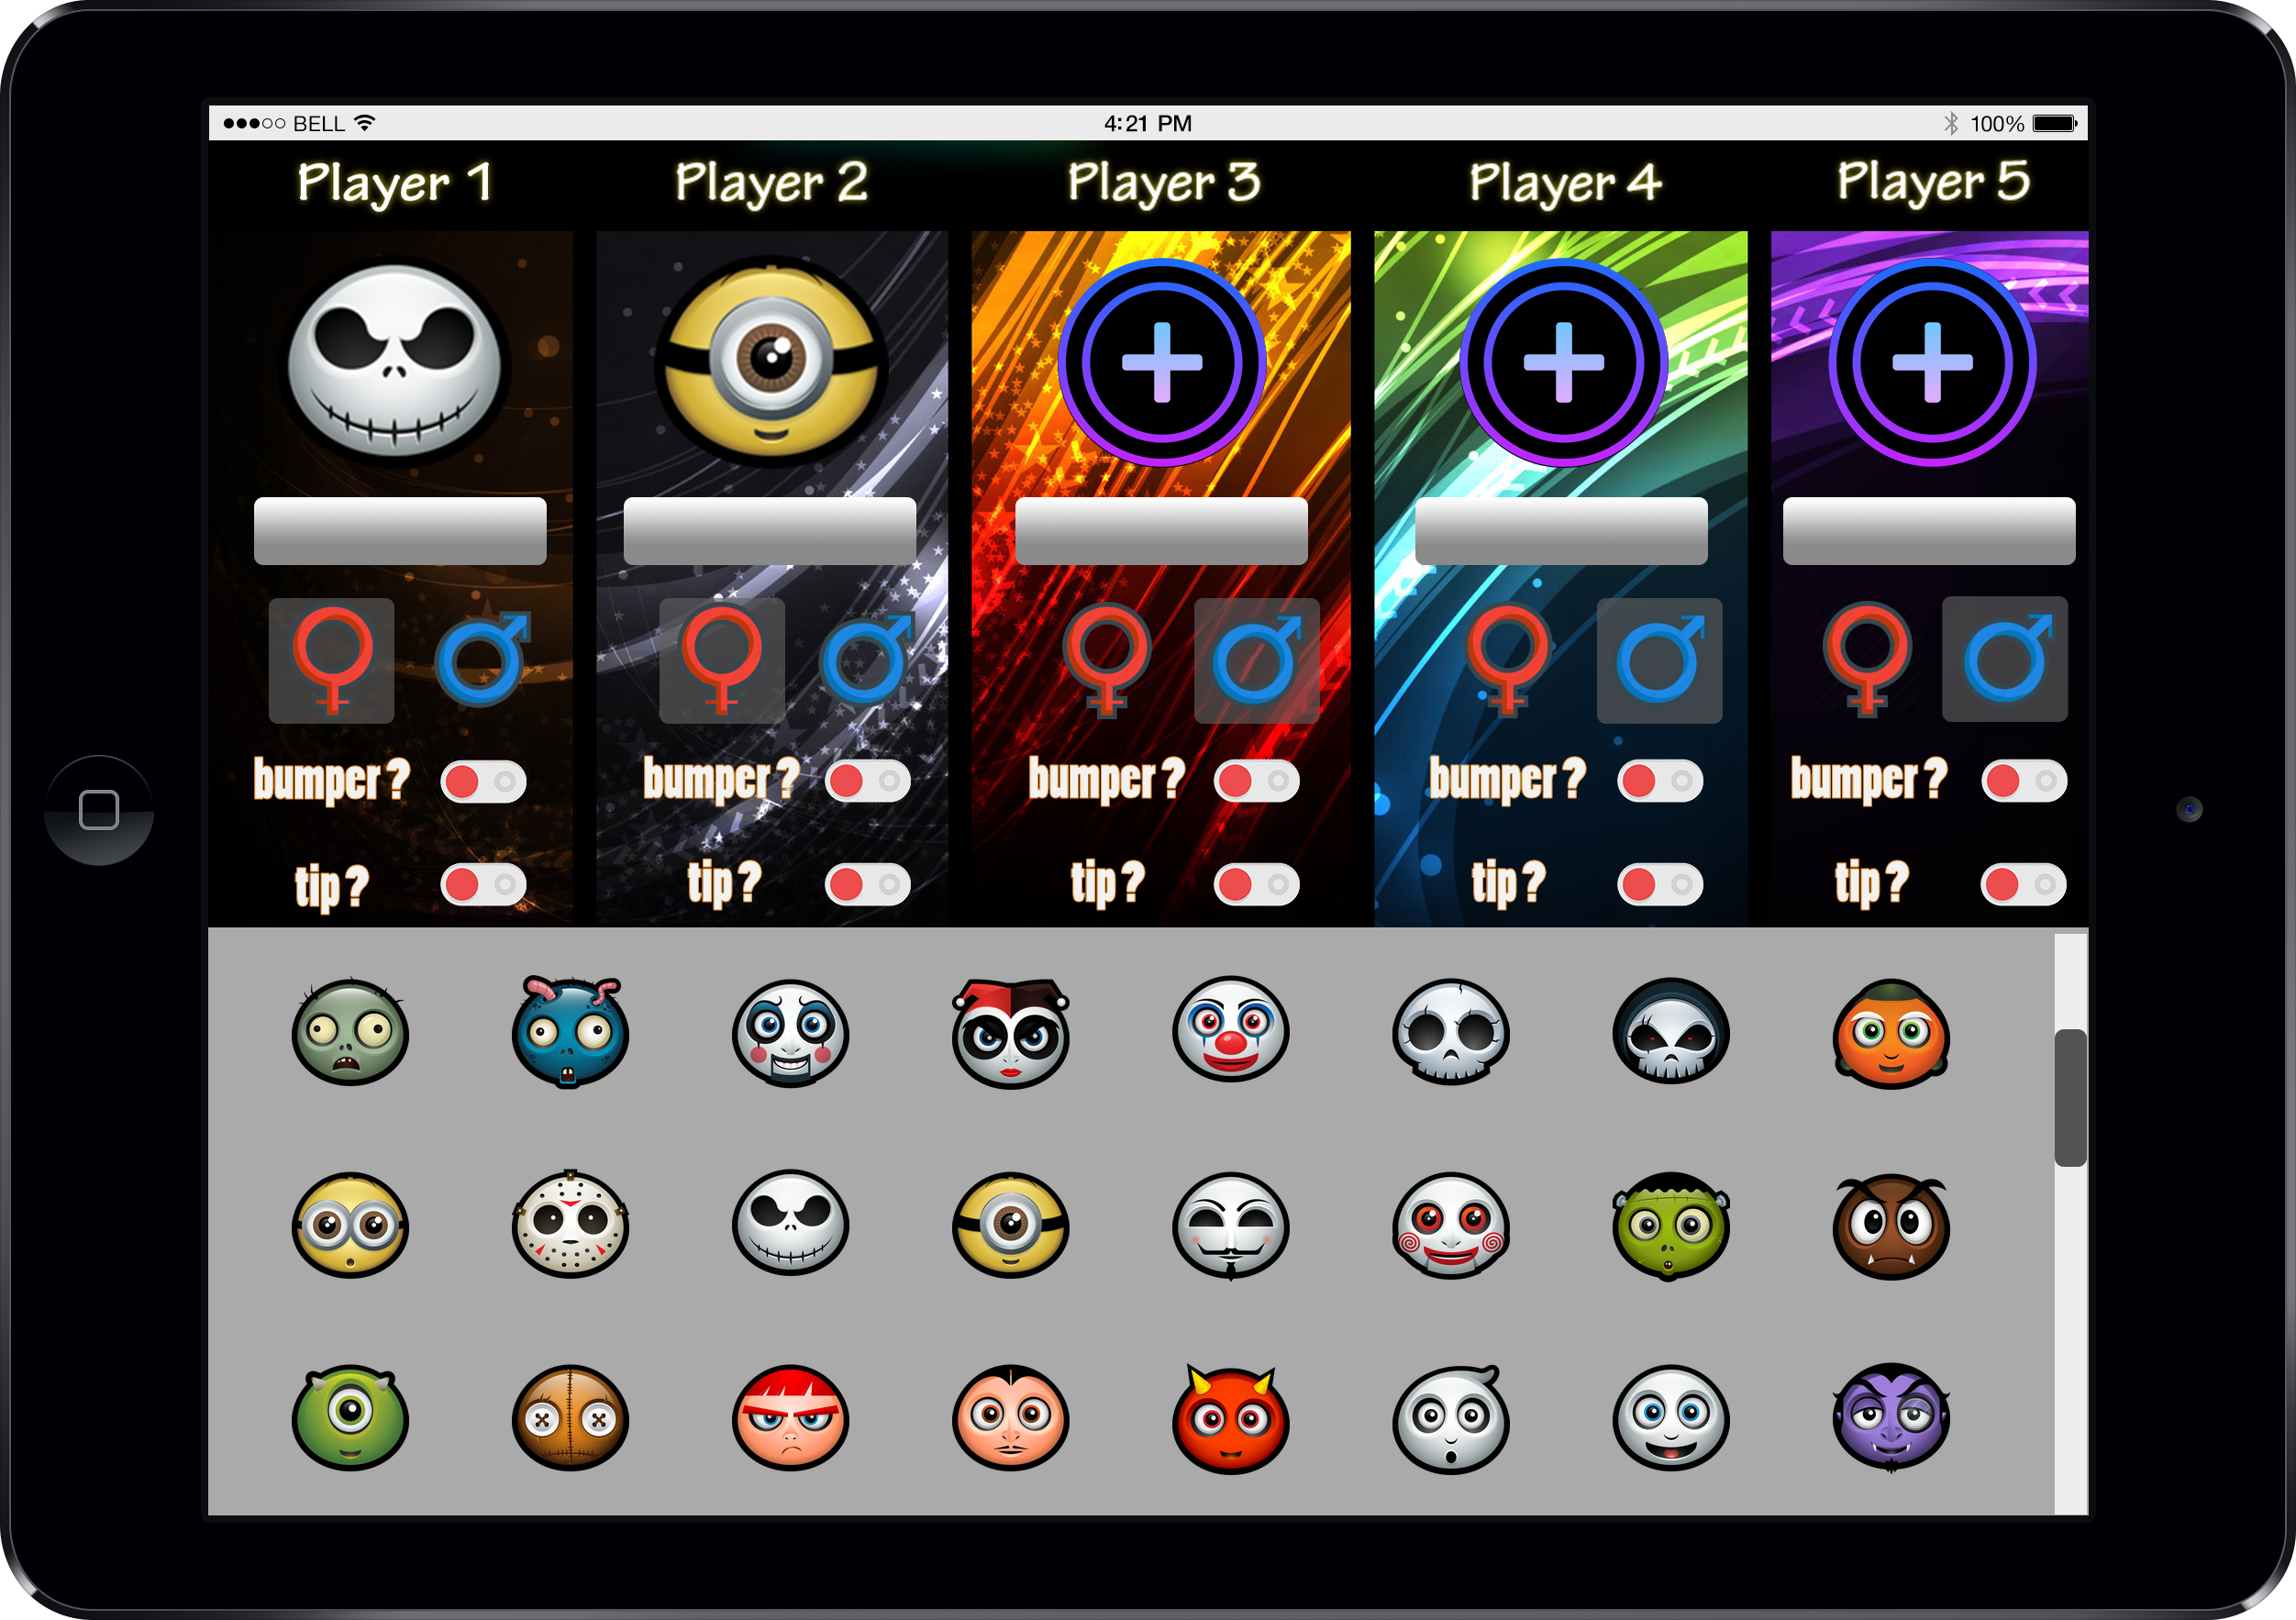 BELL 4:21 PM 100%
Player 1 Player 2 Player 3 Player 4 Player 5
bumper? bumper? bumper? bumper? bumper?
tip? tip? tip? tip? tip?